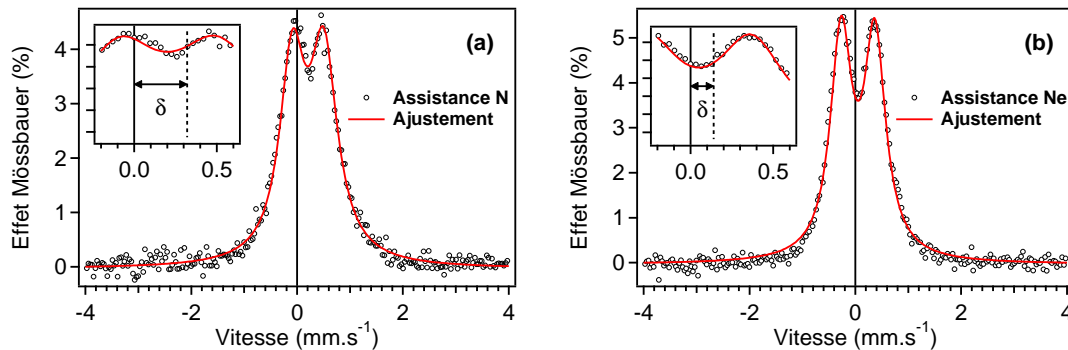 (a)
Assistance N
Ajustement
δ
0.0 0.5
Effet Mössbauer (%)
4
3
2
1
0
-4 -2 0 2 4
Vitesse (mm.s-1)
(b)
Assistance Ne
Ajustement
δ
0.0 0.5
Effet Mössbauer (%)
5
4
3
2
1
0
-4 -2 0 2 4
Vitesse (mm.s-1)